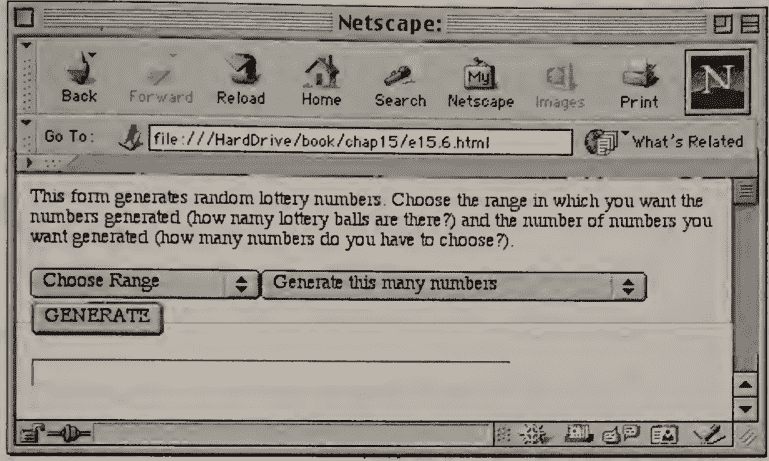 Netscape:
Back Forward Reload Home Search Netscape Images Print
My
N
Go To: file:///HardDrive/book/chap15/e15.6.html What's Related
This form generates random lottery numbers. Choose the range in which you want the
numbers generated (how namy lottery balls are there?) and the number of numbers you
want generated (how many numbers do you have to choose?).
Choose Range Generate this many numbers
GENERATE